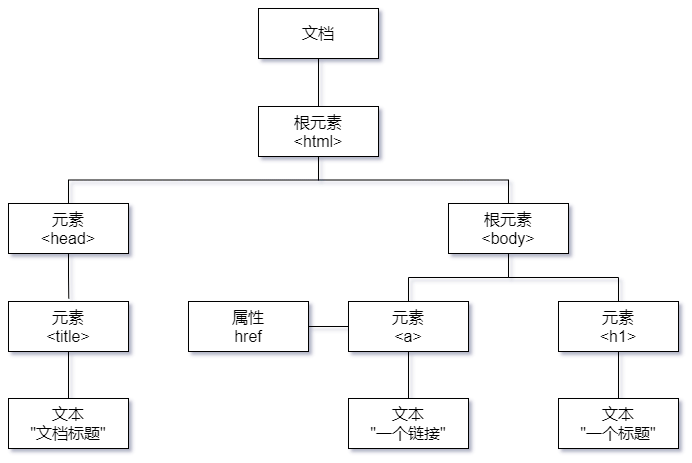 文档
根元素
<html>
元素
<head>
根元素
<body>
元素
<title>
属性
href
元素
<a>
元素
<h1>
文本
"文档标题"
文本
"一个链接"
文本
"一个标题"